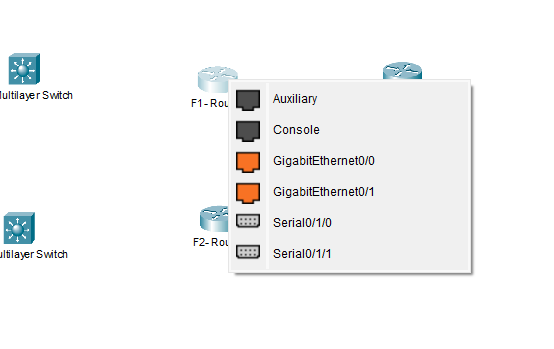 ultilayer Switch
F1- Rou
Auxiliary
Console
GigabitEthernet0/0
GigabitEthernet0/1
Serial0/1/0
F2- Rou
Serial0/1/1
ultilayer Switch